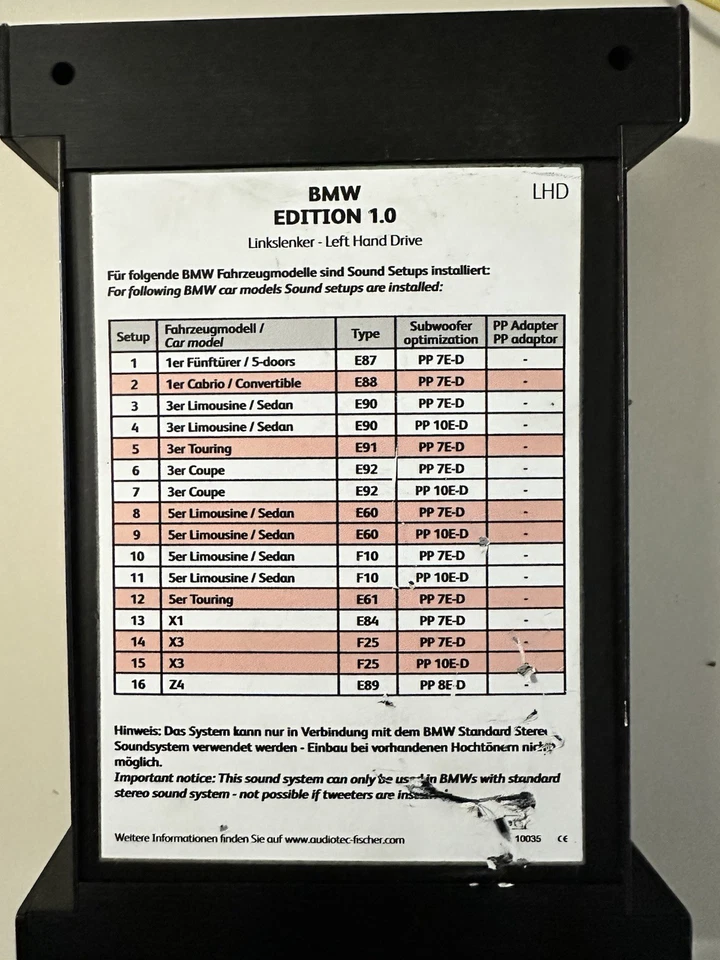 BMW
EDITION 1.0
LHD
Linkslenker - Left Hand Drive
Für folgende BMW Fahrzeugmodelle sind Sound Setups installiert:
For following BMW car models Sound setups are installed:
Setup Fahrzeugmodell / Car model Type Subwoofer optimization PP Adapter PP adaptor
1 1er Fünftürer / 5-doors E87 PP 7E-D -
2 1er Cabrio / Convertible E88 PP 7E-D -
3 3er Limousine / Sedan E90 PP 7E-D -
4 3er Limousine / Sedan E90 PP 10E-D -
5 3er Touring E91 PP 7E-D -
6 3er Coupe E92 PP 7E-D -
7 3er Coupe E92 PP 10E-D -
8 5er Limousine / Sedan E60 PP 7E-D -
9 5er Limousine / Sedan E60 PP 10E-D -
10 5er Limousine / Sedan F10 PP 7E-D -
11 5er Limousine / Sedan F10 PP 10E-D -
12 5er Touring E61 PP 7E-D -
13 X1 E84 PP 7E-D -
14 X3 F25 PP 7E-D -
15 X3 F25 PP 10E-D -
16 Z4 E89 PP 8E-D -
Hinweis: Das System kann nur in Verbindung mit dem BMW Standard Stereo
Soundsystem verwendet werden - Einbau bei vorhandenen Hochtönern
möglich.
Important notice: This sound system can only be used in BMWs with standard
stereo sound system - not possible if tweeters are
Weitere Informationen finden Sie auf www.audiotec-fischer.com
10035 CE